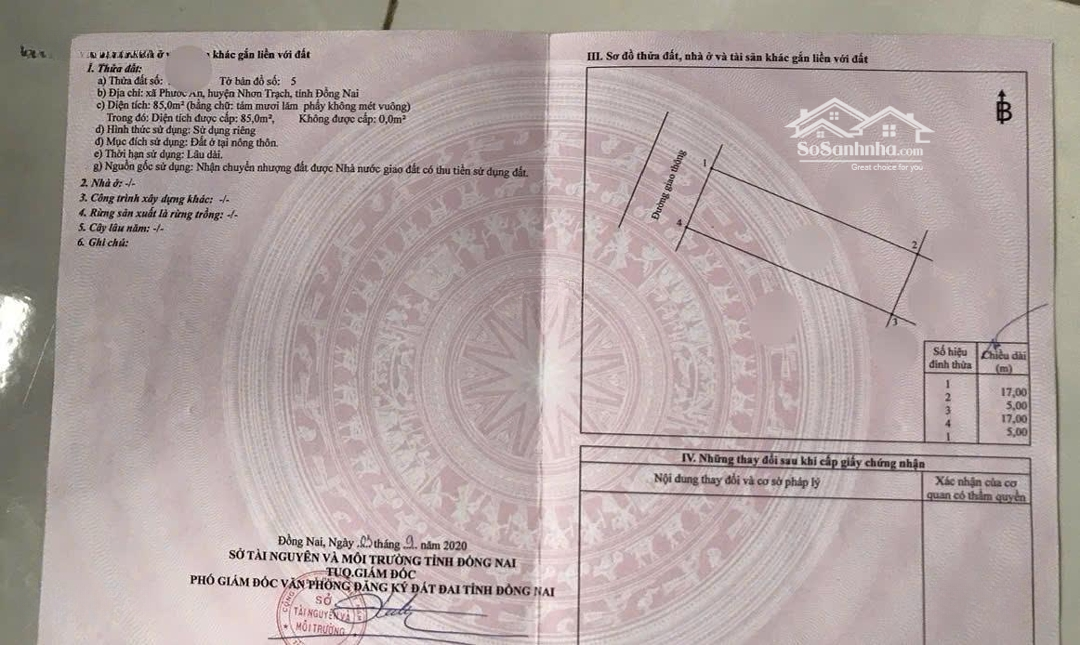 khác gắn liền với đất
1. Thửa đất:
a) Thửa đất số: Tờ bản đồ số: 5
b) Địa chỉ: xã Phước An, huyện Nhơn Trạch, tỉnh Đồng Nai
c) Diện tích: 85,0m² (bằng chữ: tám mươi lăm phẩy không mét vuông)
Trong đó: Diện tích được cấp: 85,0m², Không được cấp: 0,0m²
d) Hình thức sử dụng: Sử dụng riêng
đ) Mục đích sử dụng: Đất ở tại nông thôn.
e) Thời hạn sử dụng: Lâu dài.
g) Nguồn gốc sử dụng: Nhận chuyển nhượng đất được Nhà nước giao đất có thu tiền sử dụng đất.
2. Nhà ở: -/-
3. Công trình xây dựng khác: -/-
4. Rừng sản xuất là rừng trồng: -/-
5. Cây lâu năm: -/-
6. Ghi chú:
Đồng Nai, Ngày tháng 9 năm 2020
SỞ TÀI NGUYÊN VÀ MÔI TRƯỜNG TỈNH ĐỒNG NAI
TUQ.GIÁM ĐỐC
PHÓ GIÁM ĐỐC VĂN PHÒNG ĐĂNG KÝ ĐẤT ĐAI TỈNH ĐỒNG NAI
SỞ
TÀI NGUYÊN VÀ
MÔI TRƯỜNG
III. Sơ đồ thửa đất, nhà ở và tài sản khác gắn liền với đất
B
SoSanhnha.com
Great choice for you
Đường giao thông
1
2
3
4
Số hiệu đỉnh thửa
Chiều dài (m)
1
17,00
2
5,00
3
17,00
4
5,00
1
IV. Những thay đổi sau khi cấp giấy chứng nhận
Nội dung thay đổi và cơ sở pháp lý
Xác nhận của cơ
quan có thẩm quyền